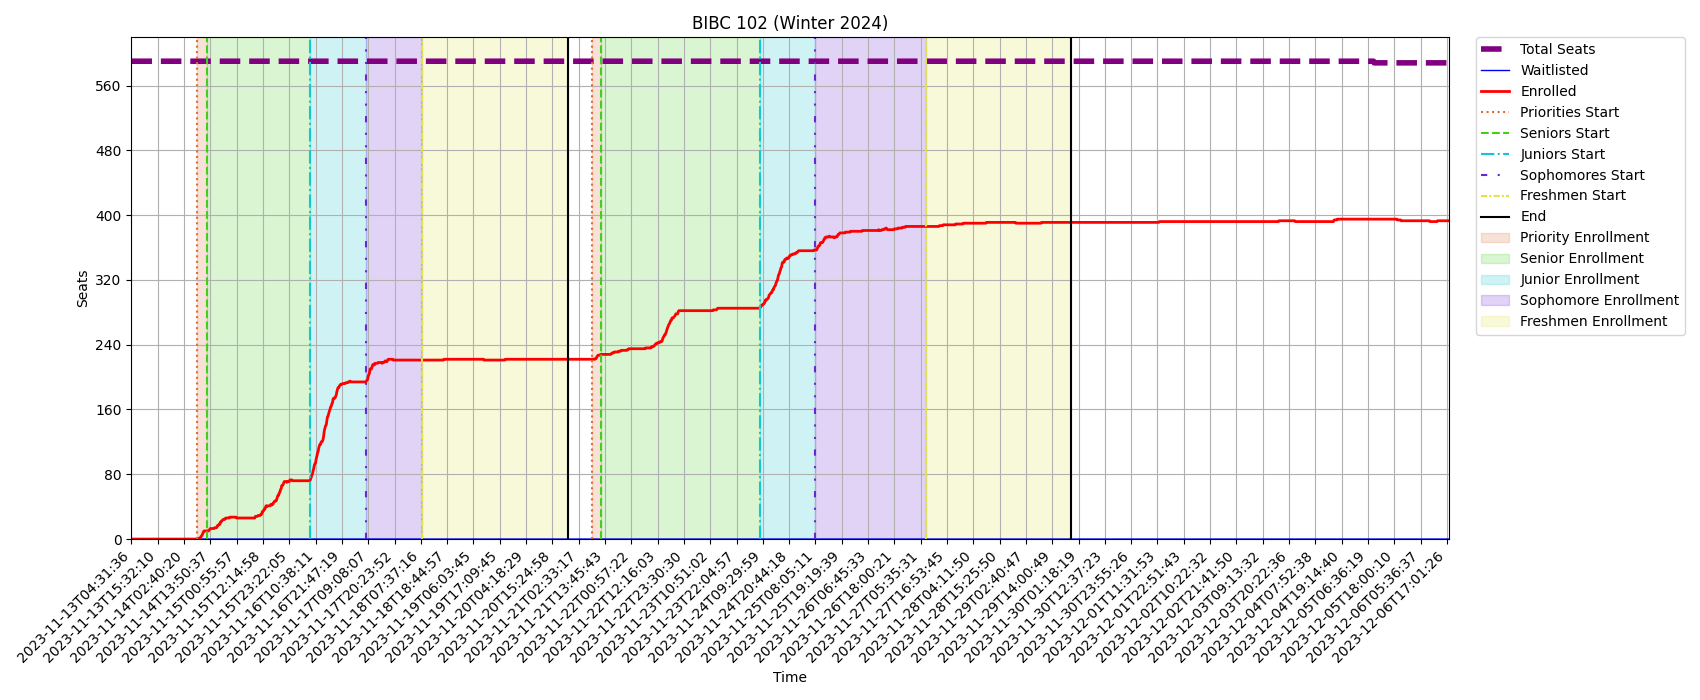 BIBC 102 (Winter 2024)
Seats
560
480
400
320
240
160
80
0
2023-11-13T04:31:36
2023-11-13T15:32:10
2023-11-14T02:40:20
2023-11-14T13:50:37
2023-11-15T00:55:57
2023-11-15T12:14:58
2023-11-15T23:22:05
2023-11-16T10:38:11
2023-11-16T21:47:19
2023-11-17T09:08:07
2023-11-17T20:23:52
2023-11-18T07:37:16
2023-11-18T18:44:57
2023-11-19T06:03:45
2023-11-19T17:09:45
2023-11-20T04:18:29
2023-11-20T15:24:58
2023-11-21T02:33:17
2023-11-21T13:45:43
2023-11-22T00:57:22
2023-11-22T12:16:03
2023-11-22T23:30:30
2023-11-23T10:51:02
2023-11-23T22:04:57
2023-11-24T09:29:59
2023-11-24T20:44:18
2023-11-25T08:05:11
2023-11-25T19:19:39
2023-11-26T06:45:33
2023-11-26T18:00:21
2023-11-27T05:35:31
2023-11-27T16:53:45
2023-11-28T04:11:50
2023-11-28T15:25:50
2023-11-29T02:40:47
2023-11-29T14:00:49
2023-11-30T01:18:19
2023-11-30T12:37:23
2023-11-30T23:55:26
2023-12-01T11:31:53
2023-12-01T22:51:43
2023-12-02T10:22:32
2023-12-02T21:41:50
2023-12-03T09:13:32
2023-12-03T20:22:36
2023-12-04T07:52:38
2023-12-04T19:14:40
2023-12-05T06:36:19
2023-12-05T18:00:10
2023-12-06T05:36:37
2023-12-06T17:01:26
Time
Total Seats
Waitlisted
Enrolled
Priorities Start
Seniors Start
Juniors Start
Sophomores Start
Freshmen Start
End
Priority Enrollment
Senior Enrollment
Junior Enrollment
Sophomore Enrollment
Freshmen Enrollment